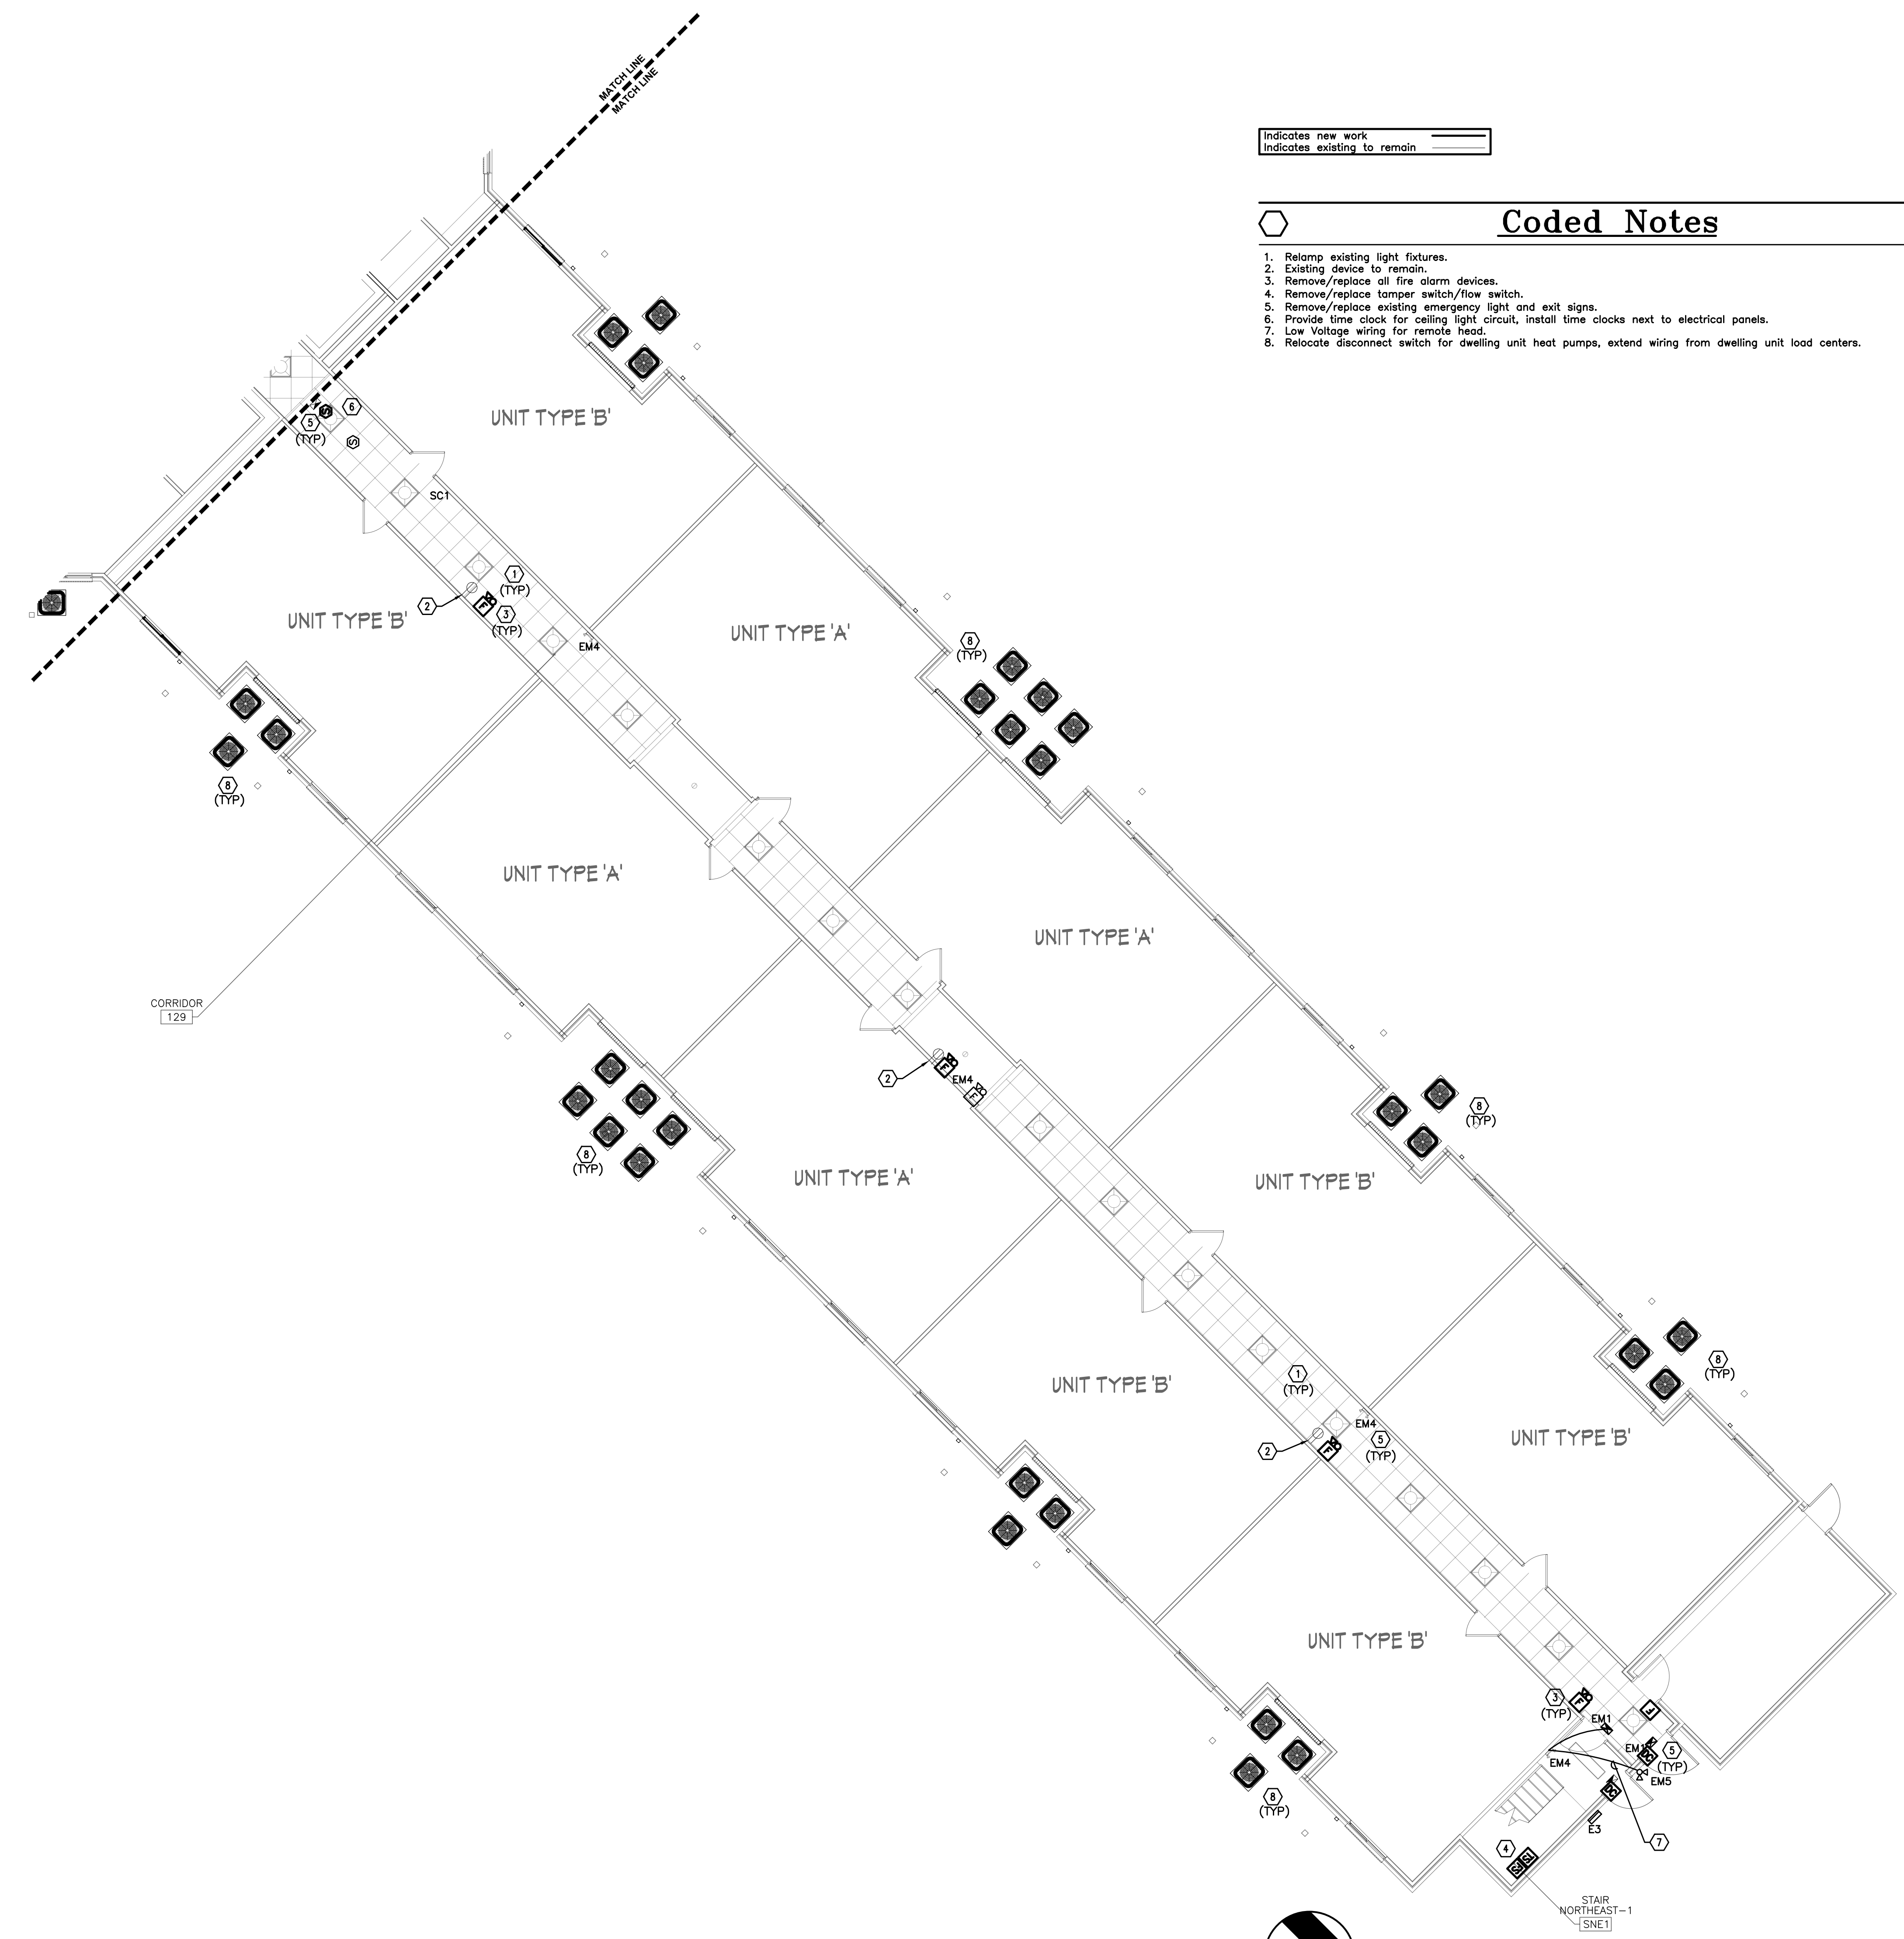 MATCH LINE
MATCH LINE
Indicates new work
Indicates existing to remain
Coded Notes
1. Relamp existing light fixtures.
2. Existing device to remain.
3. Remove/replace all fire alarm devices.
4. Remove/replace tamper switch/flow switch.
5. Remove/replace existing emergency light and exit signs.
6. Provide time clock for ceiling light circuit, install time clocks next to electrical panels.
7. Low Voltage wiring for remote head.
8. Relocate disconnect switch for dwelling unit heat pumps, extend wiring from dwelling unit load centers.
UNIT TYPE 'B'
S
6
5
(TYP)
S
SC1
1
(TYP)
2
F
3
(TYP)
UNIT TYPE 'B'
EM4
UNIT TYPE 'A'
8
(TYP)
8
(TYP)
UNIT TYPE 'A'
UNIT TYPE 'A'
CORRIDOR
129
2
F
EM4
F
8
(TYP)
8
(TYP)
UNIT TYPE 'A'
UNIT TYPE 'B'
8
(TYP)
1
(TYP)
UNIT TYPE 'B'
EM4
2
F
5
(TYP)
UNIT TYPE 'B'
UNIT TYPE 'B'
3
(TYP)
F
F
EM1
EM1
DC
5
(TYP)
EM4
EM5
DC
8
(TYP)
E3
7
4
FS
TS
STAIR
NORTHEAST-1
SNE1